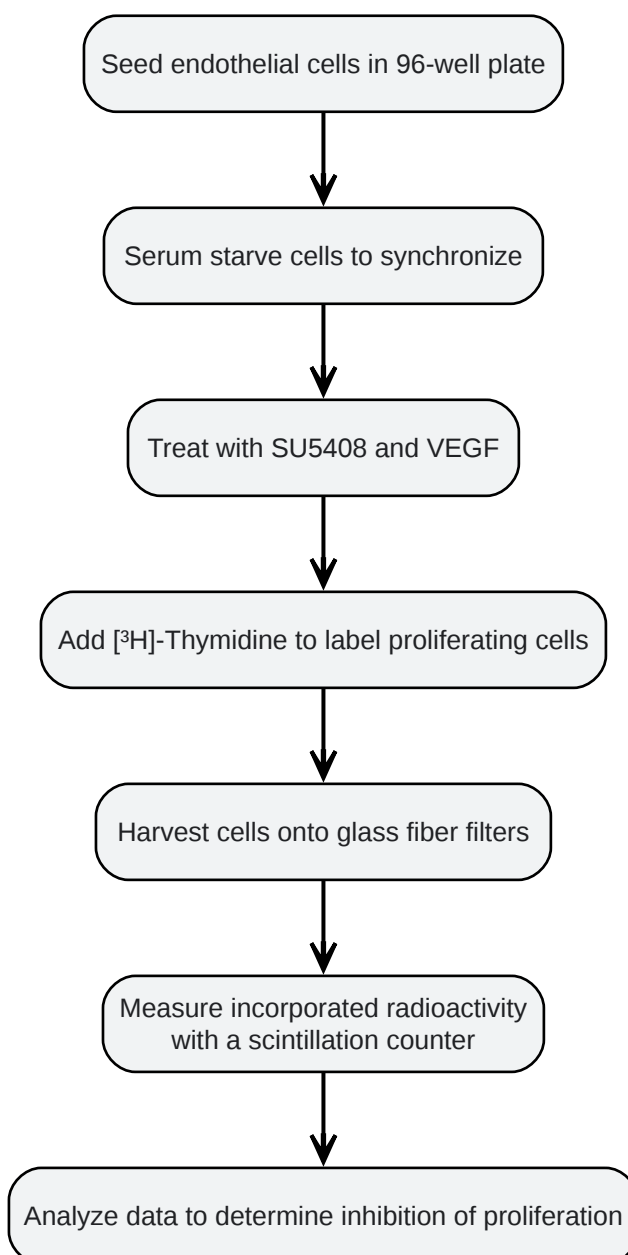 Seed endothelial cells in 96-well plate
Serum starve cells to synchronize
Treat with SU5408 and VEGF
Add [³H]-Thymidine to label proliferating cells
Harvest cells onto glass fiber filters
Measure incorporated radioactivity
with a scintillation counter
Analyze data to determine inhibition of proliferation